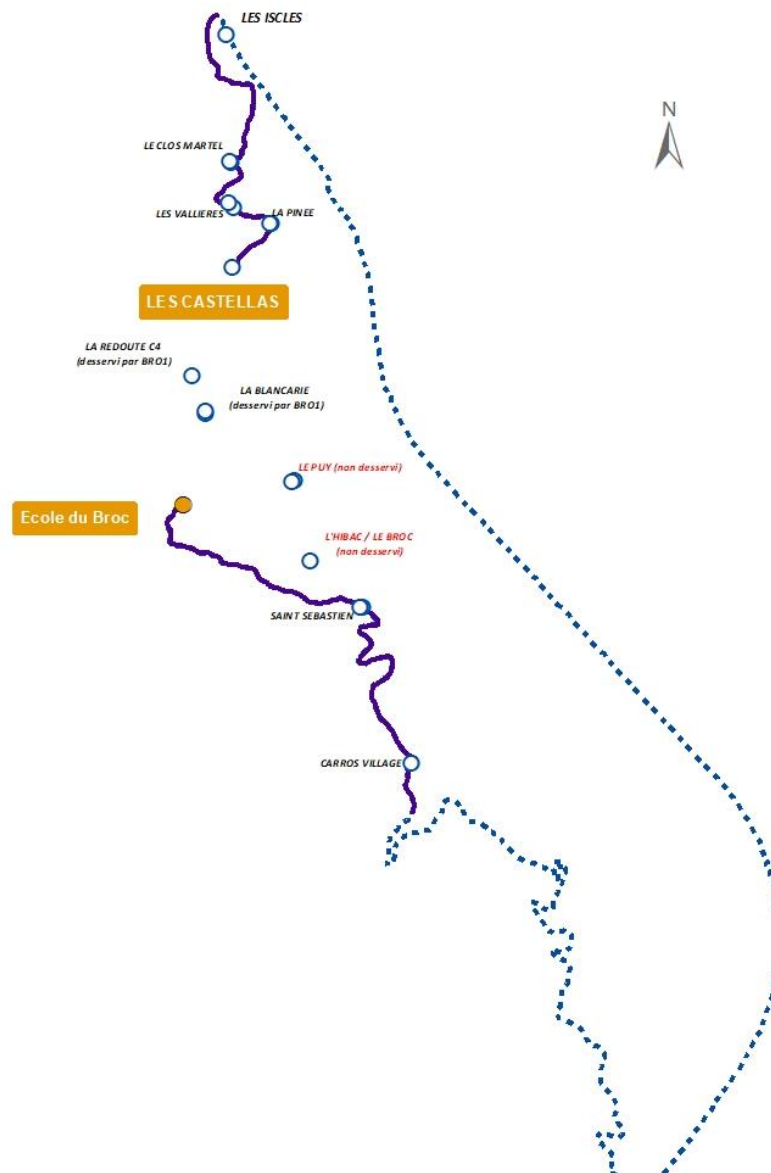 LES ISCLES
N
LE CLOS MARTEL
LES VALLIERES
LA PINEE
LES CASTELLAS
LA REDOUTE C4
(desservi par BRO1)
LA BLANCARIE
(desservi par BRO1)
LE PUY (non desservi)
Ecole du Broc
L'HIBAC / LE BROC
(non desservi)
SAINT SEBASTIEN
CARROS VILLAGE